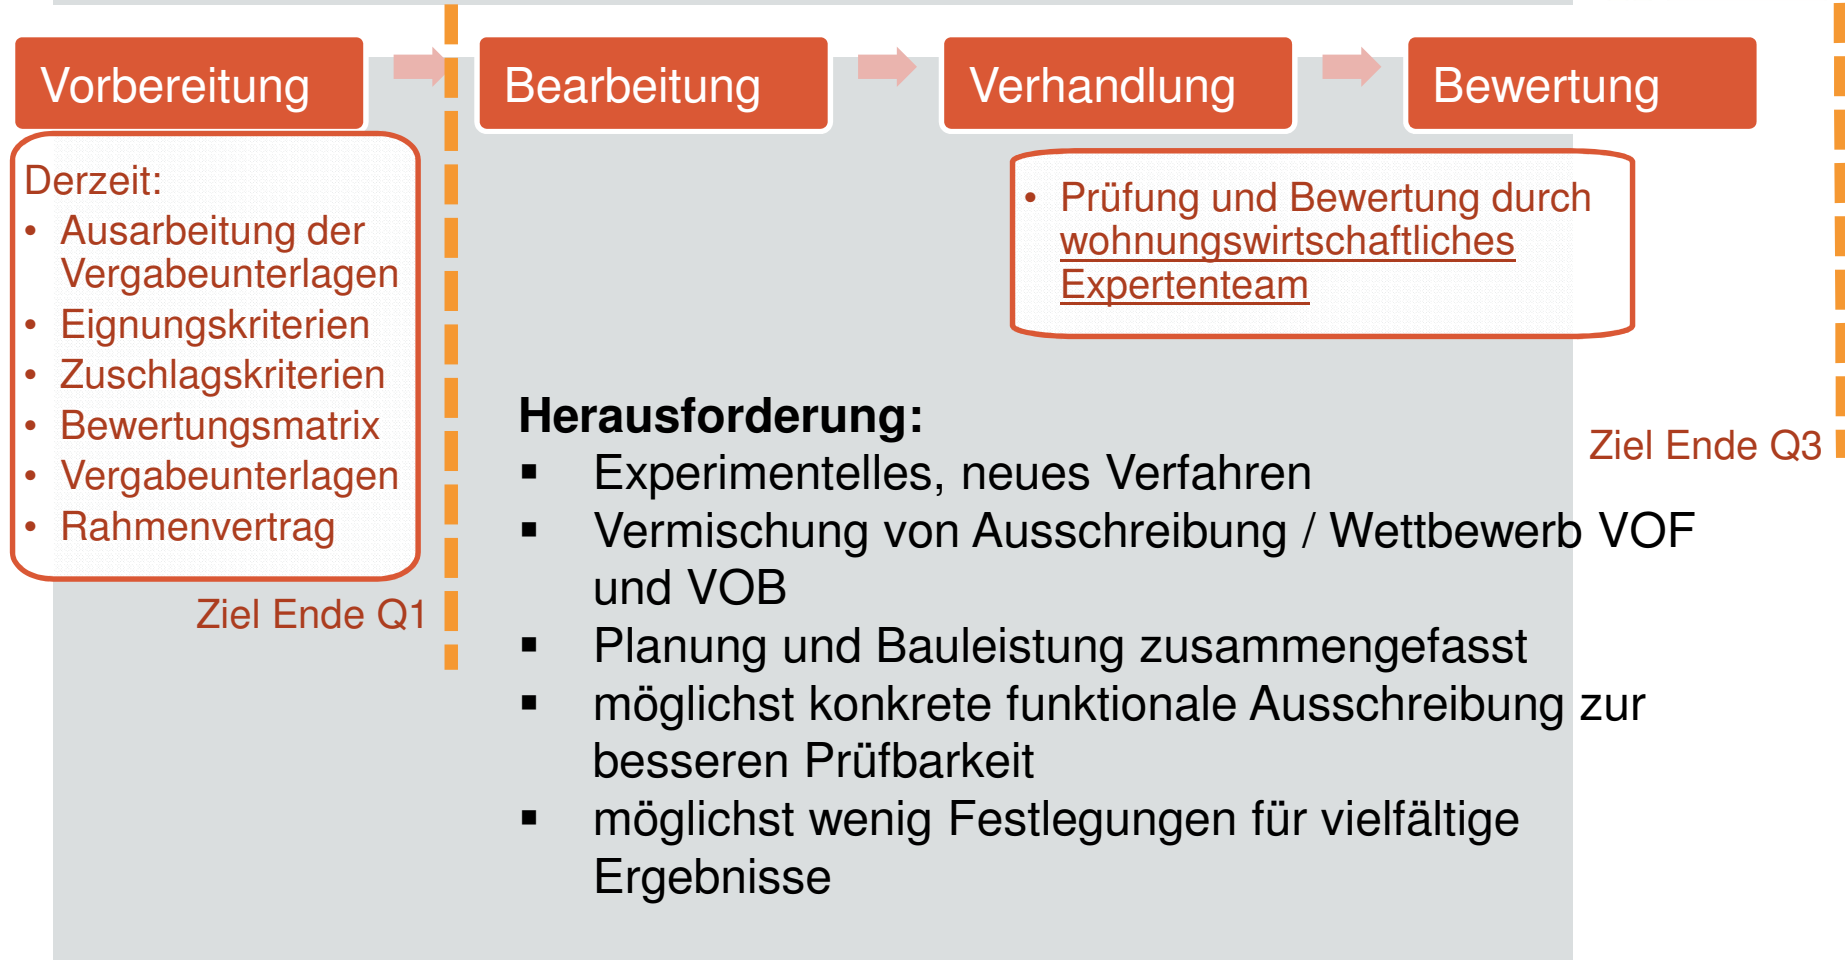 Vorbereitung
Bearbeitung
Verhandlung
Bewertung
Derzeit:
• Ausarbeitung der
Vergabeunterlagen
• Eignungskriterien
• Zuschlagskriterien
• Bewertungsmatrix
• Vergabeunterlagen
• Rahmenvertrag
Ziel Ende Q1
• Prüfung und Bewertung durch
wohnungswirtschaftliches
Expertenteam
Ziel Ende Q3
Herausforderung:
▪ Experimentelles, neues Verfahren
▪ Vermischung von Ausschreibung / Wettbewerb VOF
und VOB
▪ Planung und Bauleistung zusammengefasst
▪ möglichst konkrete funktionale Ausschreibung zur
besseren Prüfbarkeit
▪ möglichst wenig Festlegungen für vielfältige
Ergebnisse